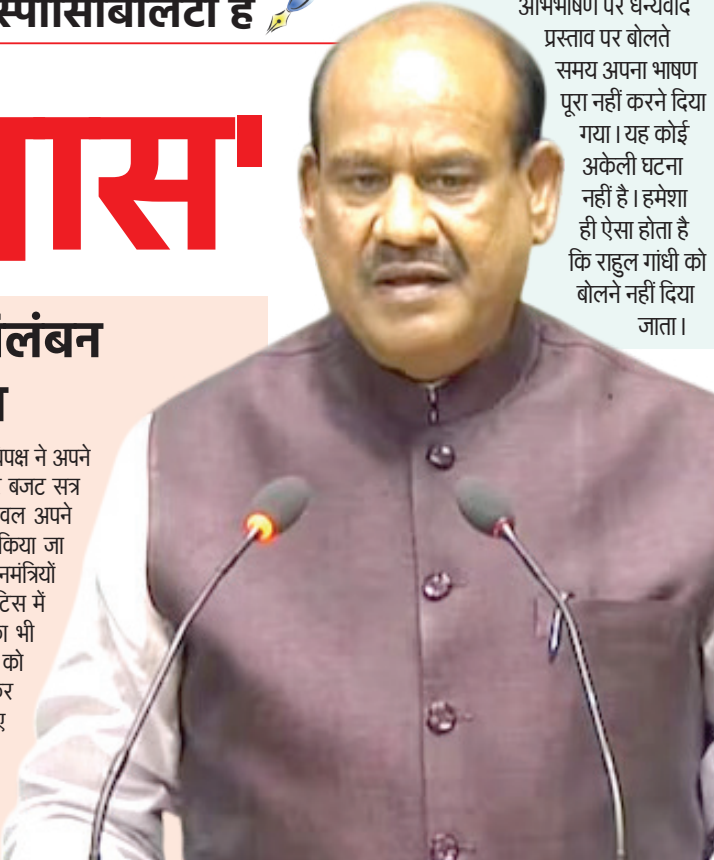 स्पॉंसिबिलिटी है
ास'
लंबन
पक्ष ने अपने
बजट सत्र
वल अपने
किया जा
नमंत्रियों
टिस में
ा भी
को
र
ए
अभिभाषण पर धन्यवाद
प्रस्ताव पर बोलते
समय अपना भाषण
पूरा नहीं करने दिया
गया। यह कोई
अकेली घटना
नहीं है। हमेशा
ही ऐसा होता है
कि राहुल गांधी को
बोलने नहीं दिया
जाता।